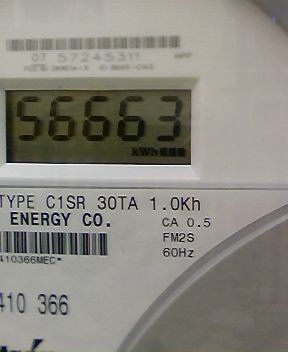 07 57245311
56663
kWh
TYPE C1SR 30TA 1.0Kh
ENERGY CO.
CA 0.5
FM2S
60Hz
410366MEC*
410 366